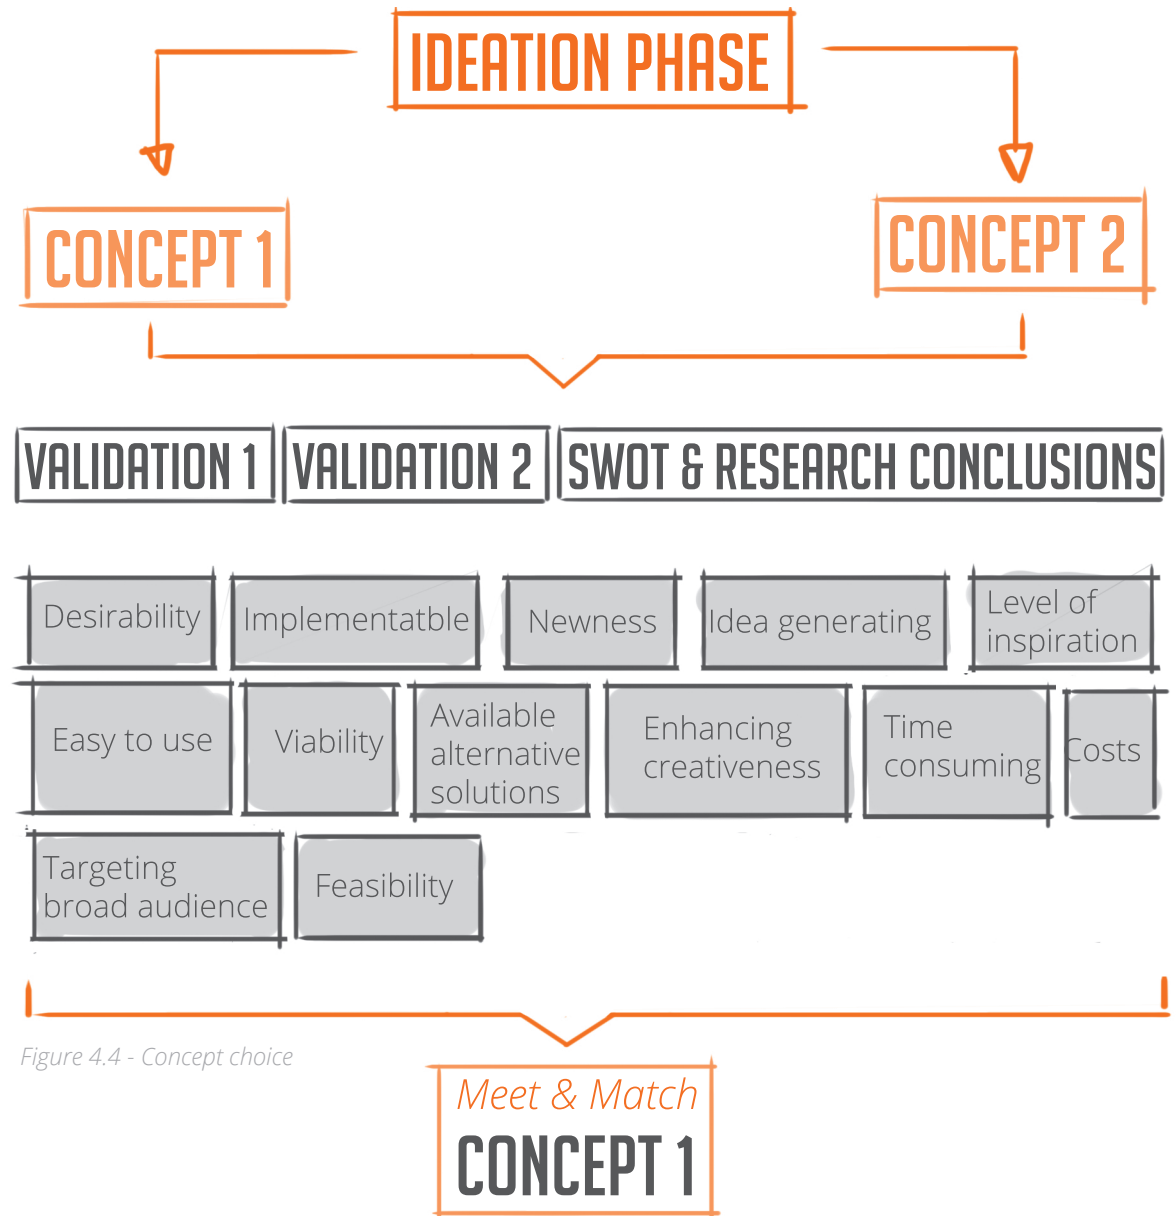 IDEATION PHASE
CONCEPT 1
CONCEPT 2
VALIDATION 1
VALIDATION 2
SWOT & RESEARCH CONCLUSIONS
Desirability
Implementatble
Newness
Idea generating
Level of
inspiration
Easy to use
Viability
Available
alternative
solutions
Enhancing
creativeness
Time
consuming
Costs
Targeting
broad audience
Feasibility
Figure 4.4 - Concept choice
Meet & Match
CONCEPT 1